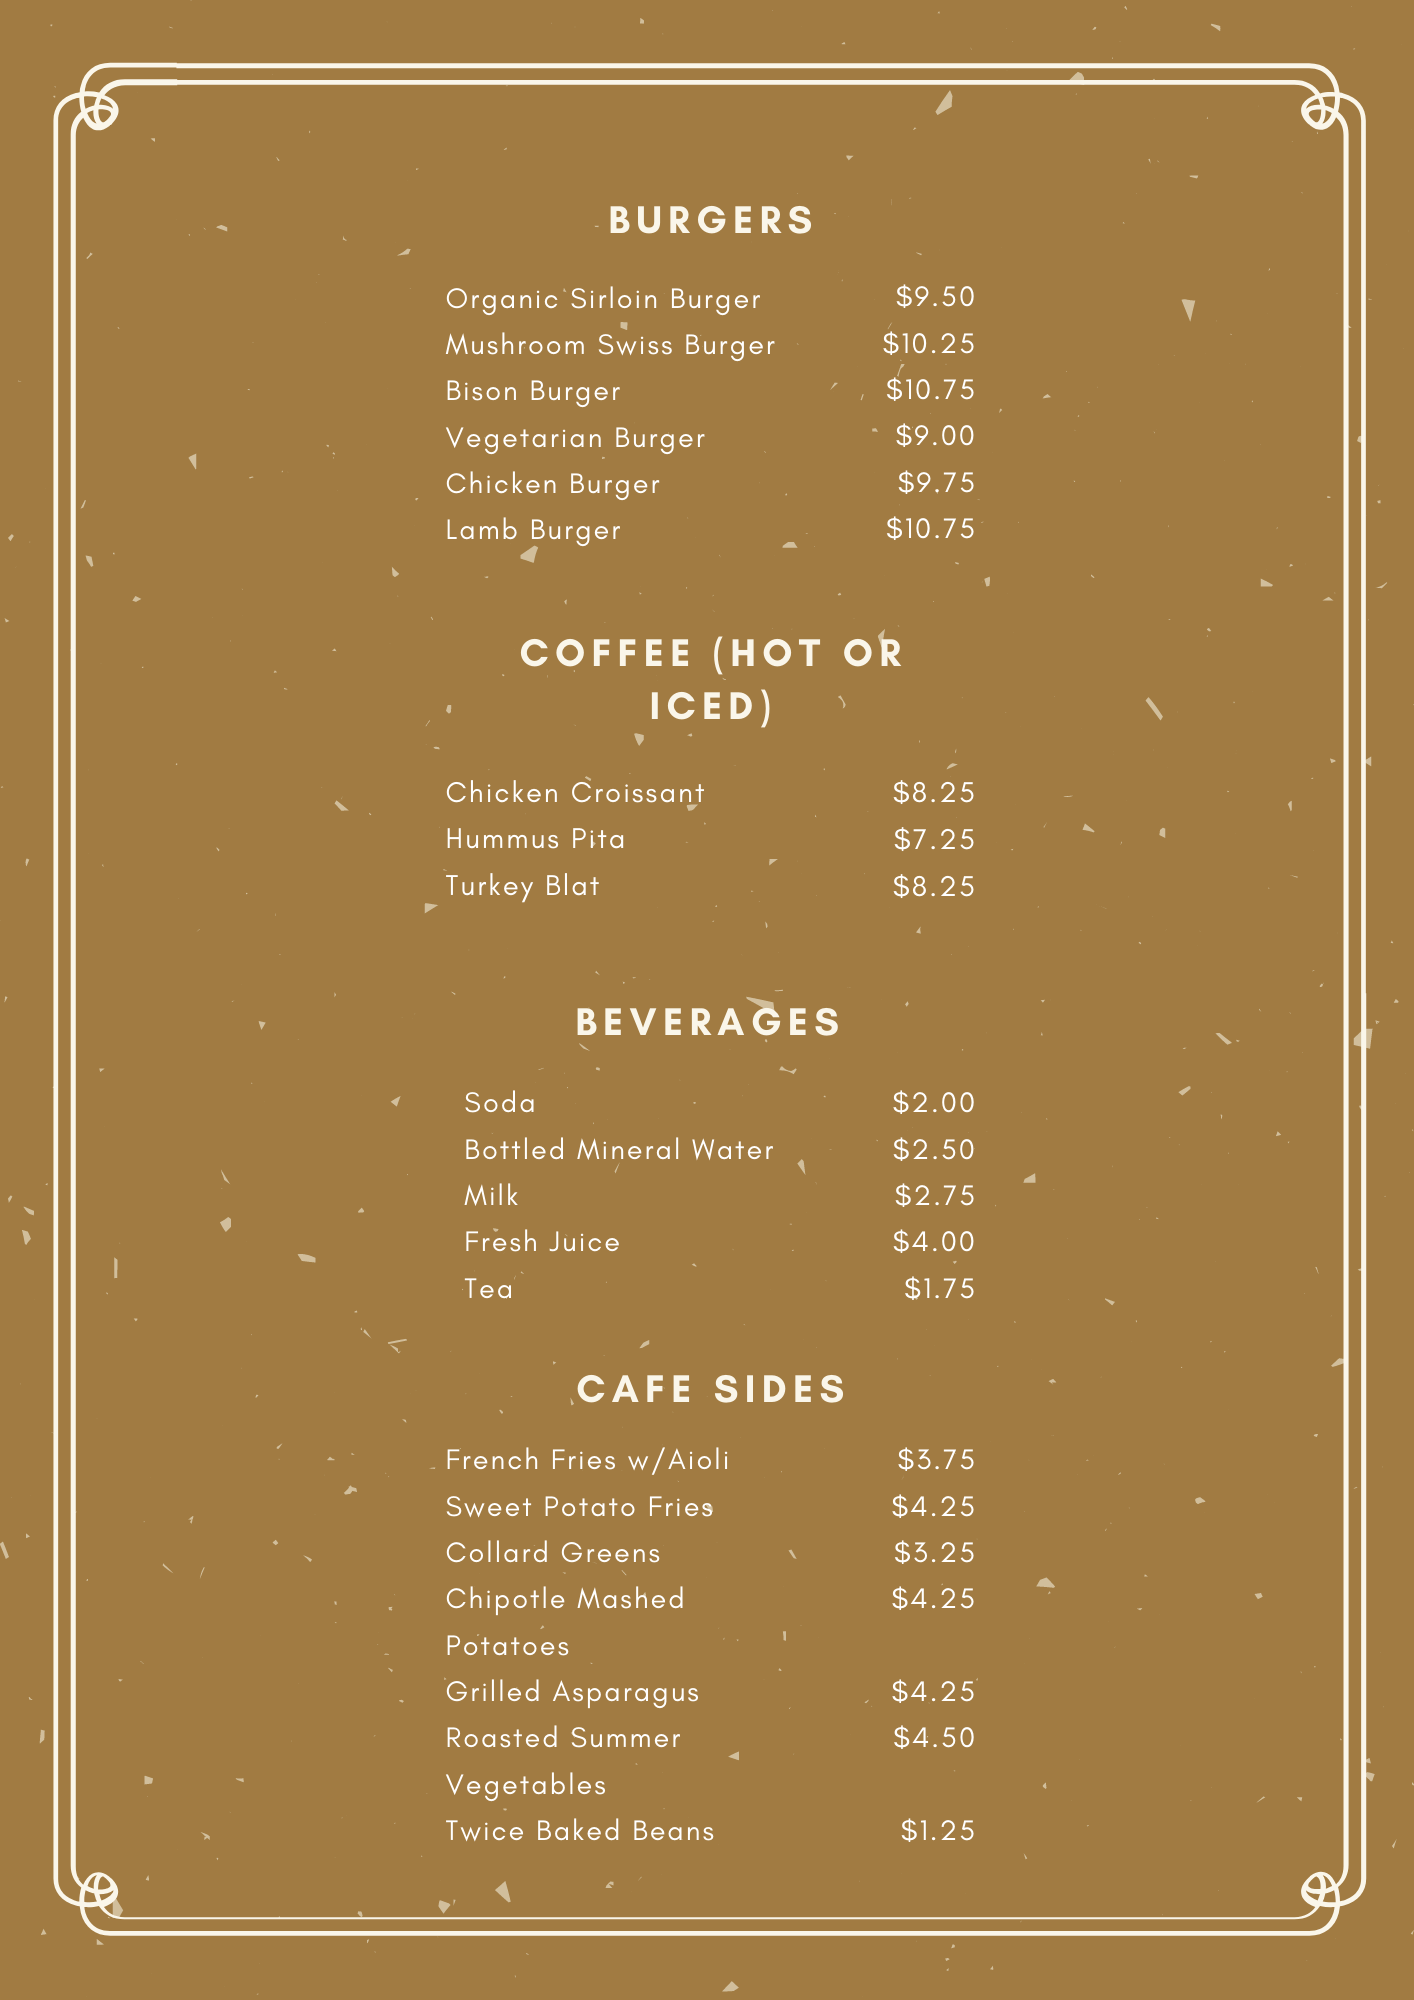 BURGERS
Organic Sirloin Burger $9.50
Mushroom Swiss Burger $10.25
Bison Burger $10.75
Vegetarian Burger $9.00
Chicken Burger $9.75
Lamb Burger $10.75
COFFEE (HOT OR
ICED)
Chicken Croissant $8.25
Hummus Pita $7.25
Turkey Blat $8.25
BEVERAGES
Soda $2.00
Bottled Mineral Water $2.50
Milk $2.75
Fresh Juice $4.00
Tea $1.75
CAFE SIDES
French Fries w/Aioli $3.75
Sweet Potato Fries $4.25
Collard Greens $3.25
Chipotle Mashed $4.25
Potatoes
Grilled Asparagus $4.25
Roasted Summer $4.50
Vegetables
Twice Baked Beans $1.25